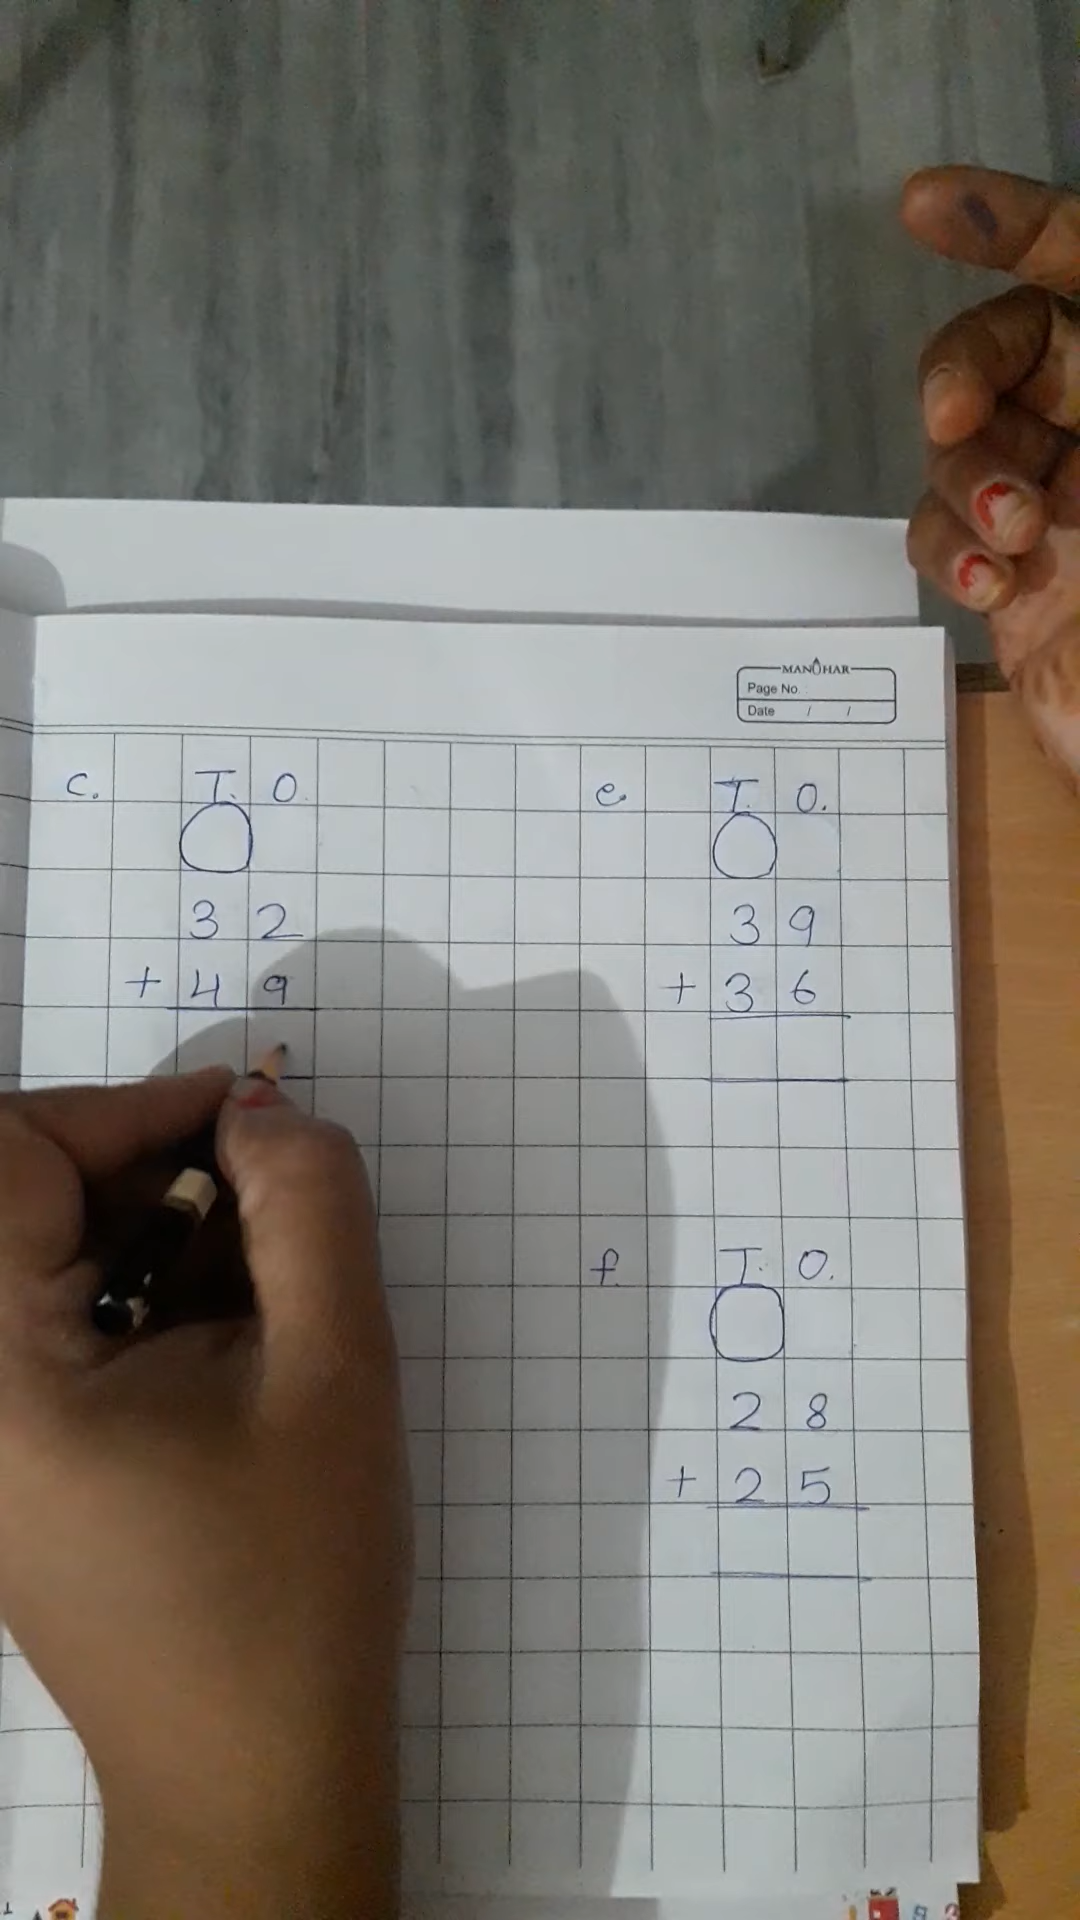 MANOHAR
Page No.
Date / /
c. T. O.
3 2
+ 4 9
e. T. O.
3 9
+ 3 6
f. T. O.
2 8
+ 2 5